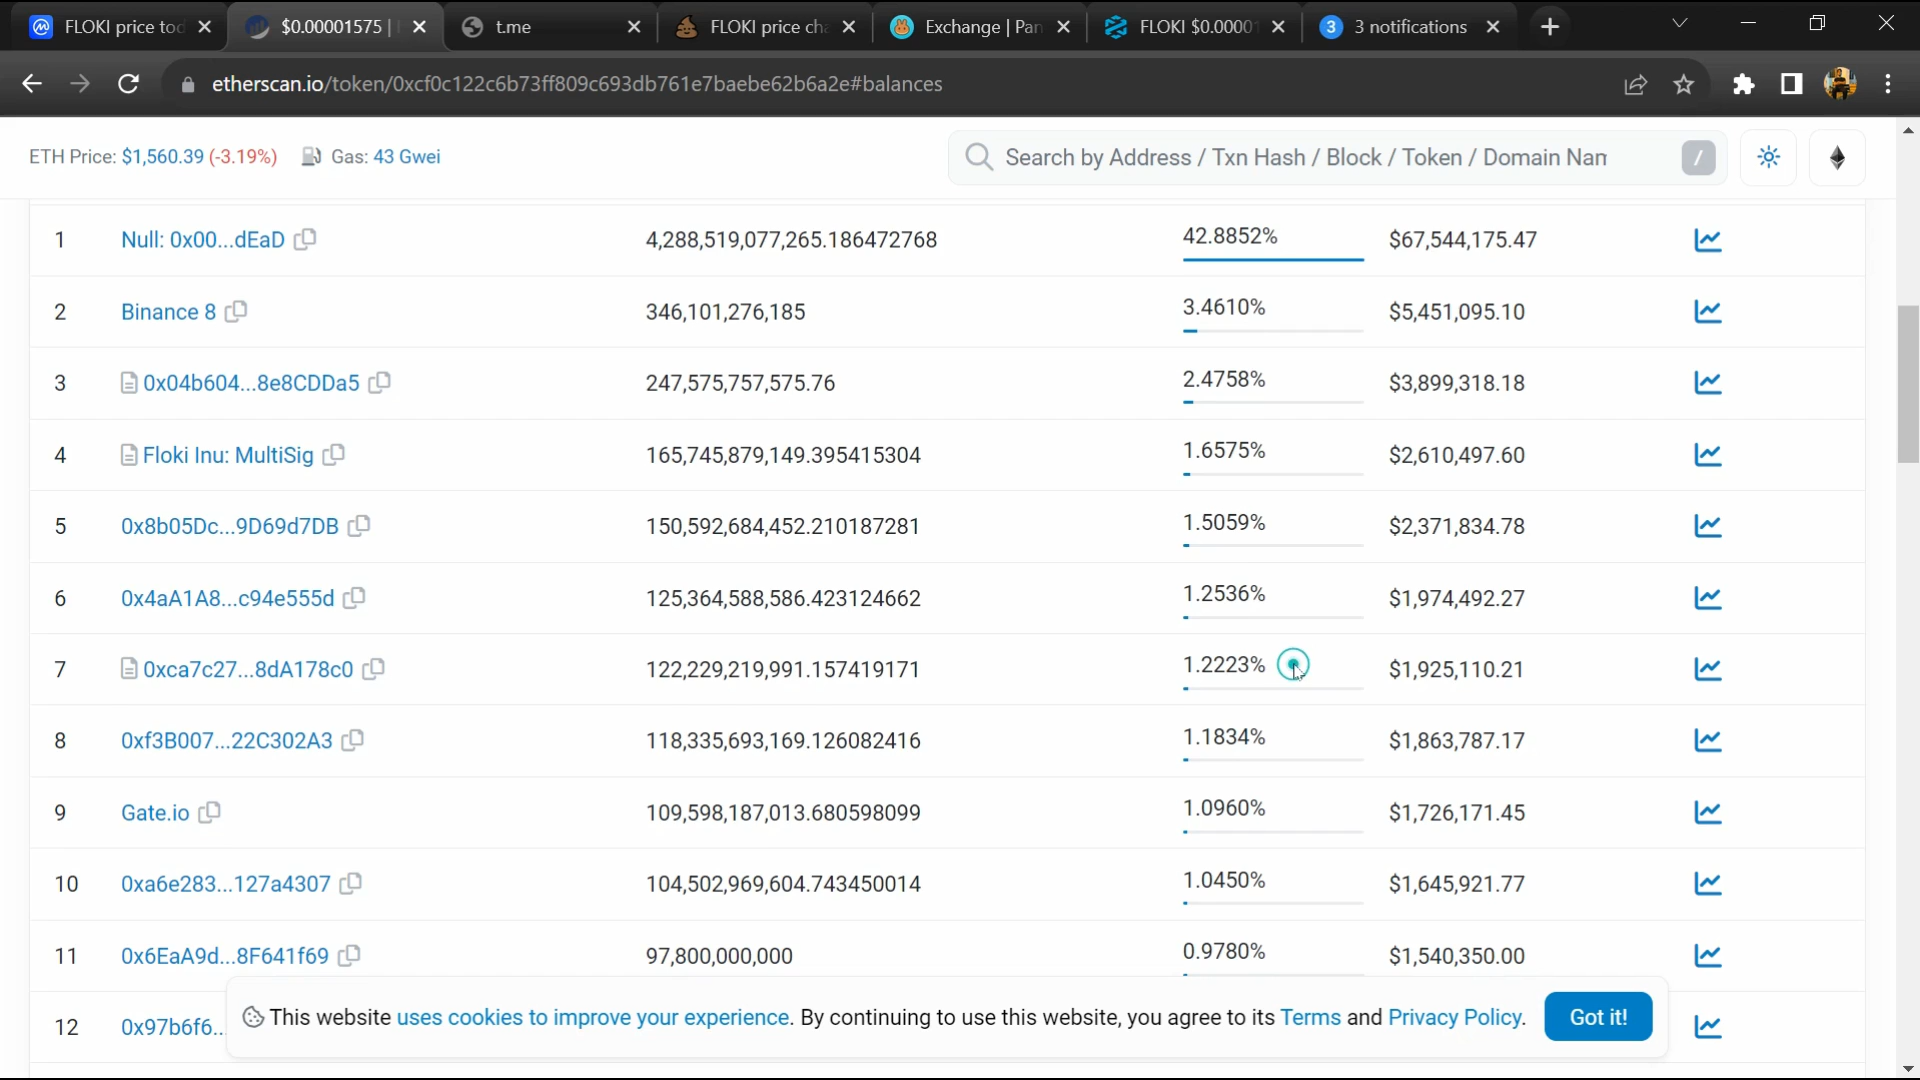 FLOKI price tod
$0.00001575 |
t.me
FLOKI price cha
Exchange | Pan
FLOKI $0.00001
3 3 notifications
etherscan.io/token/0xcf0c122c6b73ff809c693db761e7baebe62b6a2e#balances
ETH Price: $1,560.39 (-3.19%) Gas: 43 Gwei
Search by Address / Txn Hash / Block / Token / Domain Nam
/
1 Null: 0x00...dEaD 4,288,519,077,265.186472768 42.8852% $67,544,175.47
2 Binance 8 346,101,276,185 3.4610% $5,451,095.10
3 0x04b604...8e8CDDa5 247,575,757,575.76 2.4758% $3,899,318.18
4 Floki Inu: MultiSig 165,745,879,149.395415304 1.6575% $2,610,497.60
5 0x8b05Dc...9D69d7DB 150,592,684,452.210187281 1.5059% $2,371,834.78
6 0x4aA1A8...c94e555d 125,364,588,586.423124662 1.2536% $1,974,492.27
7 0xca7c27...8dA178c0 122,229,219,991.157419171 1.2223% $1,925,110.21
8 0xf3B007...22C302A3 118,335,693,169.126082416 1.1834% $1,863,787.17
9 Gate.io 109,598,187,013.680598099 1.0960% $1,726,171.45
10 0xa6e283...127a4307 104,502,969,604.743450014 1.0450% $1,645,921.77
11 0x6EaA9d...8F641f69 97,800,000,000 0.9780% $1,540,350.00
12 0x97b6f6..
This website uses cookies to improve your experience. By continuing to use this website, you agree to its Terms and Privacy Policy.
Got it!